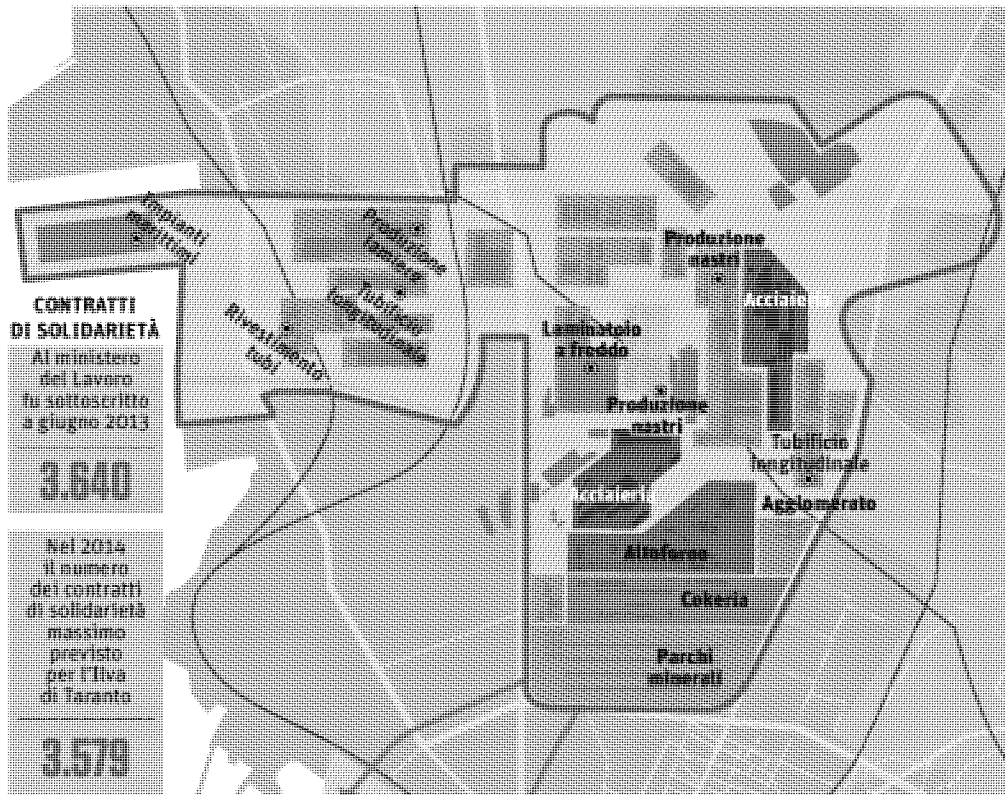 Impianti
marittimi
Produzione
lamiere
Tubificio
longitudinale
Rivestimento
tubi
CONTRATTI
DI SOLIDARIETÀ
Al ministero
del Lavoro
fu sottoscritto
a giugno 2013
3.640
Nel 2014
il numero
dei contratti
di solidarietà
massimo
previsto
per l'Ilva
di Taranto
3.579
Produzione
nastri
Acciaieria
Laminatoio
a freddo
Produzione
nastri
Tubificio
longitudinale
Acciaieria
Agglomerato
Altoforno
Cokeria
Parchi
minerali